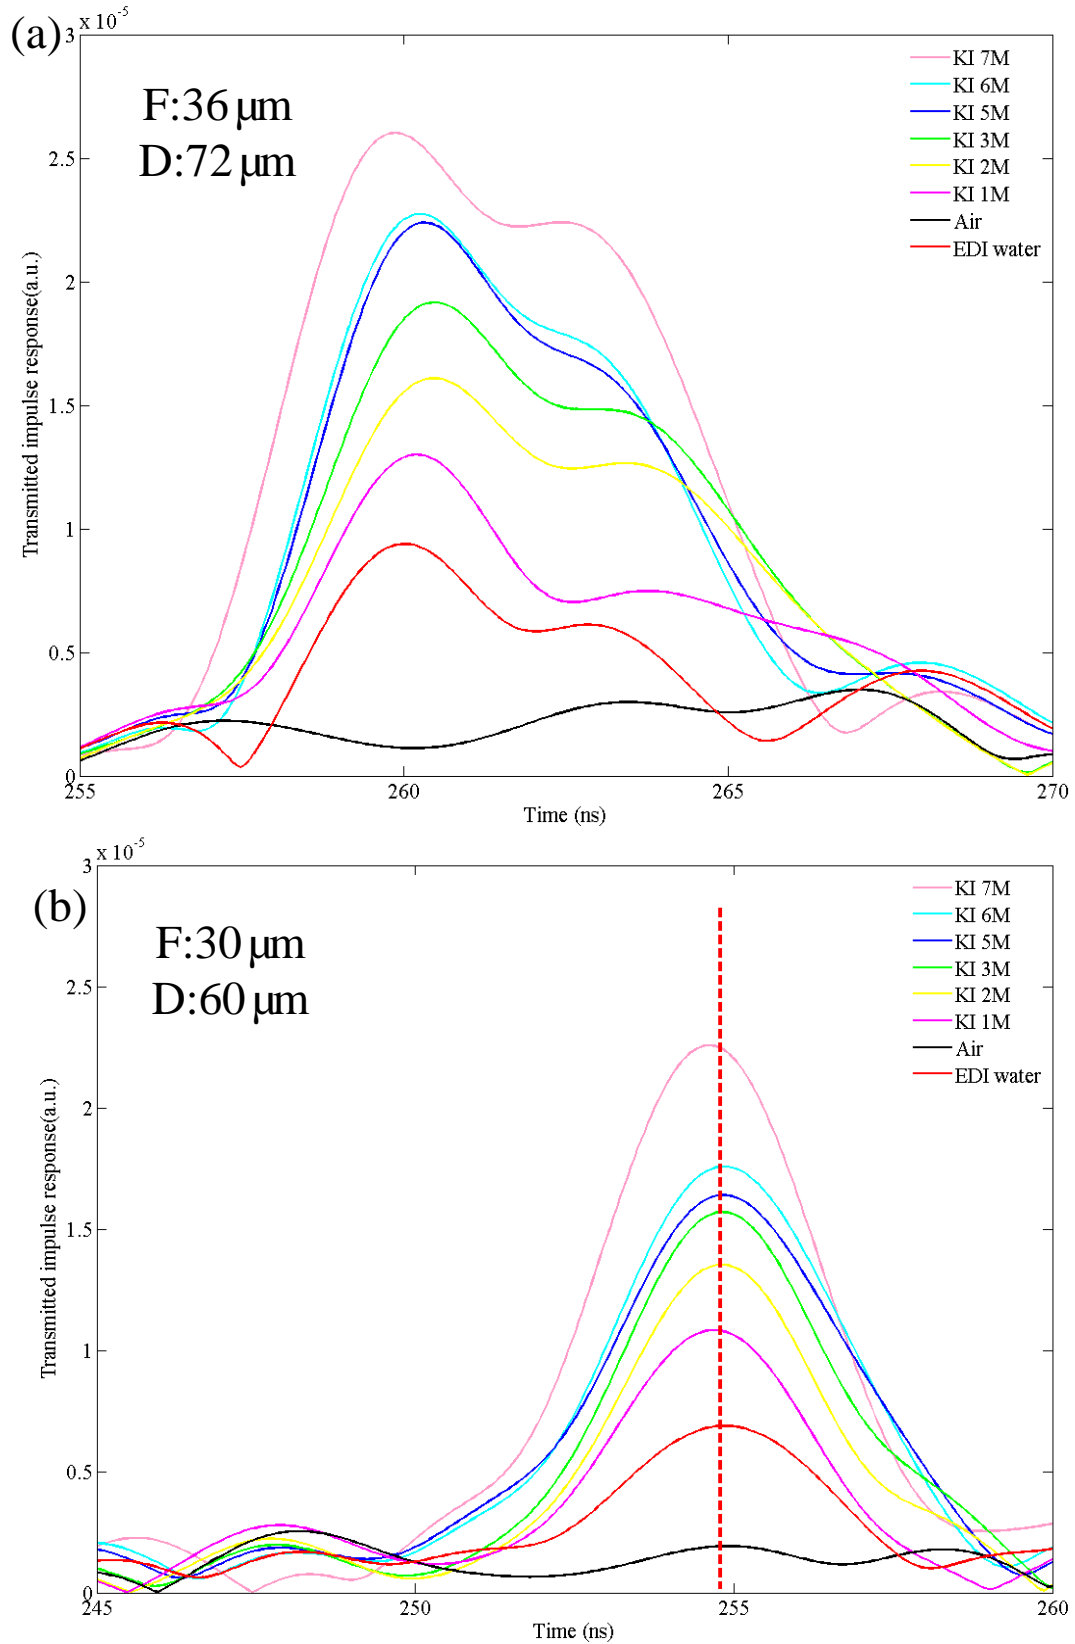 (a)
x 10-5
F:36 µm
D:72 µm
KI 7M
KI 6M
KI 5M
KI 3M
KI 2M
KI 1M
Air
EDI water
Transmitted impulse response(a.u.)
3
2.5
2
1.5
1
0.5
0
255
260
265
270
Time (ns)
(b)
x 10-5
F:30 µm
D:60 µm
KI 7M
KI 6M
KI 5M
KI 3M
KI 2M
KI 1M
Air
EDI water
Transmitted impulse response(a.u.)
3
2.5
2
1.5
1
0.5
0
245
250
255
260
Time (ns)